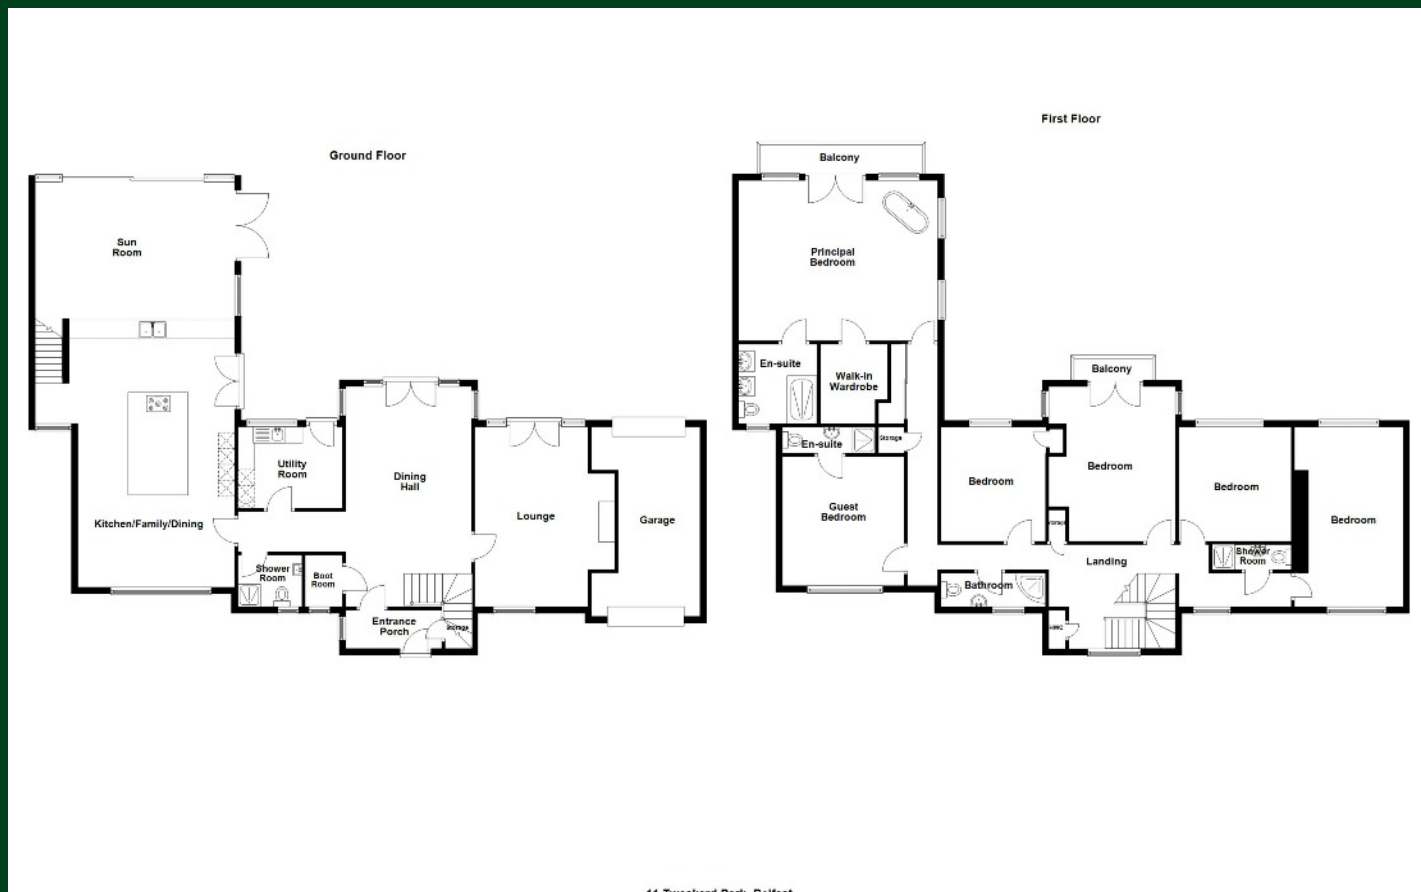 Ground Floor
Sun
Room
Utility
Room
Dining
Hall
Kitchen/Family/Dining
Lounge
Garage
Shower
Room
Boot
Room
Entrance
Porch
Storage
First Floor
Balcony
Principal
Bedroom
En-suite
Walk-in
Wardrobe
Balcony
En-suite
Storage
Guest
Bedroom
Bedroom
Bedroom
Bedroom
Bedroom
Storage
Landing
Shower
Room
Bathroom